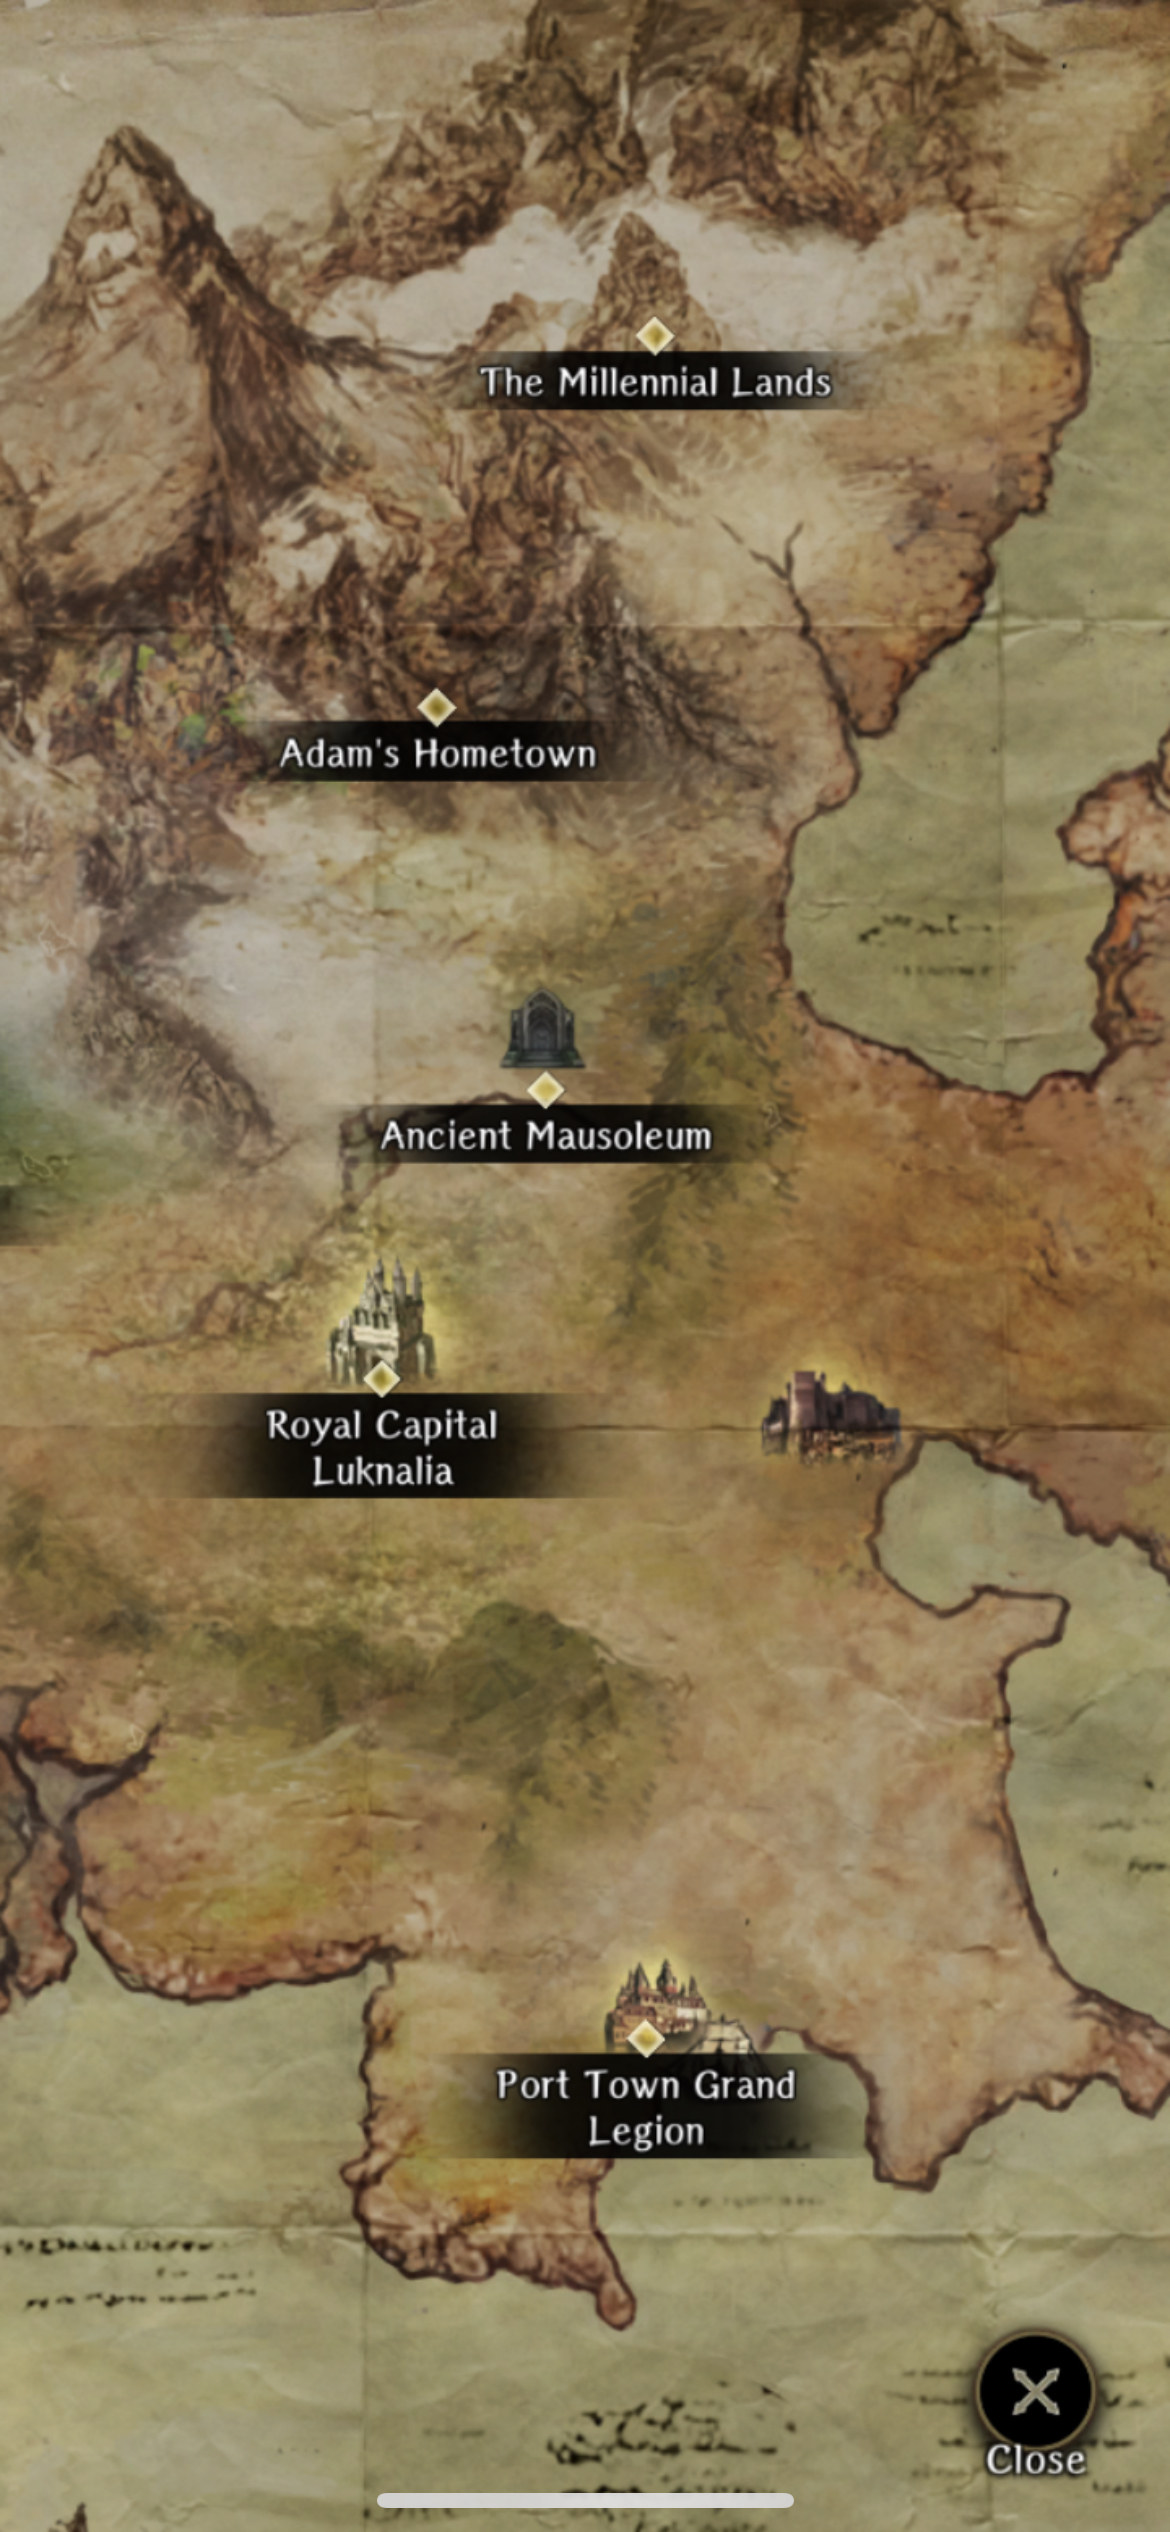 The Millennial Lands
Adam's Hometown
Ancient Mausoleum
Royal Capital
Luknalia
Port Town Grand
Legion
Close